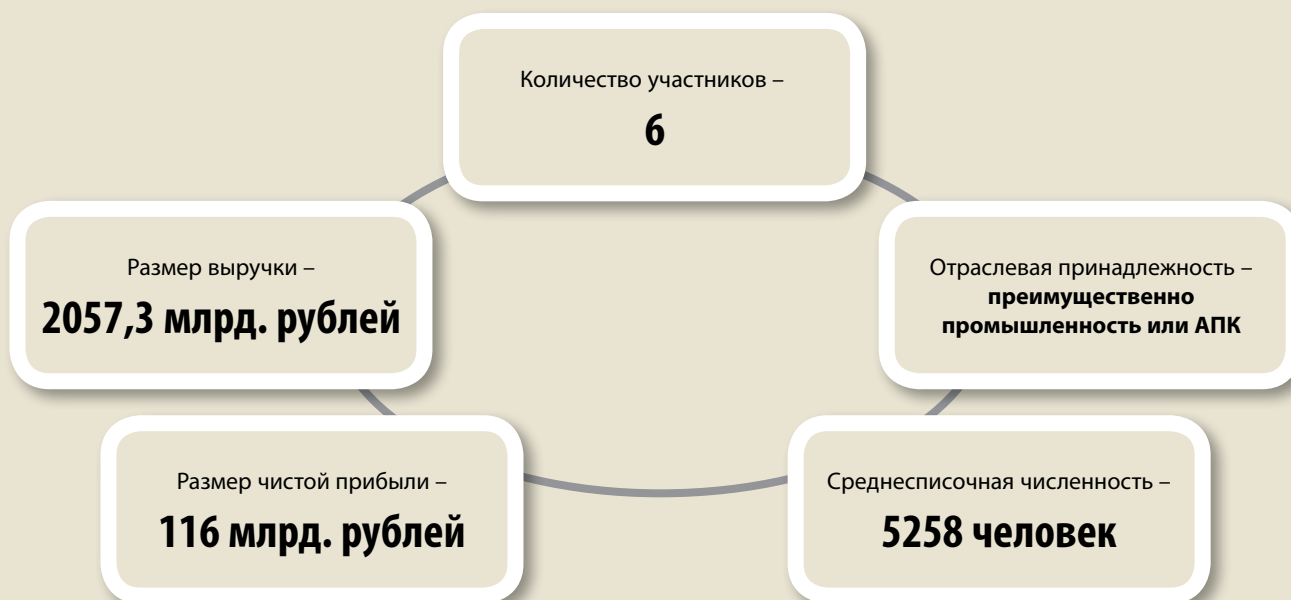 Количество участников –
6
Размер выручки –
2057,3 млрд. рублей
Отраслевая принадлежность –
преимущественно
промышленность или АПК
Размер чистой прибыли –
116 млрд. рублей
Среднесписочная численность –
5258 человек